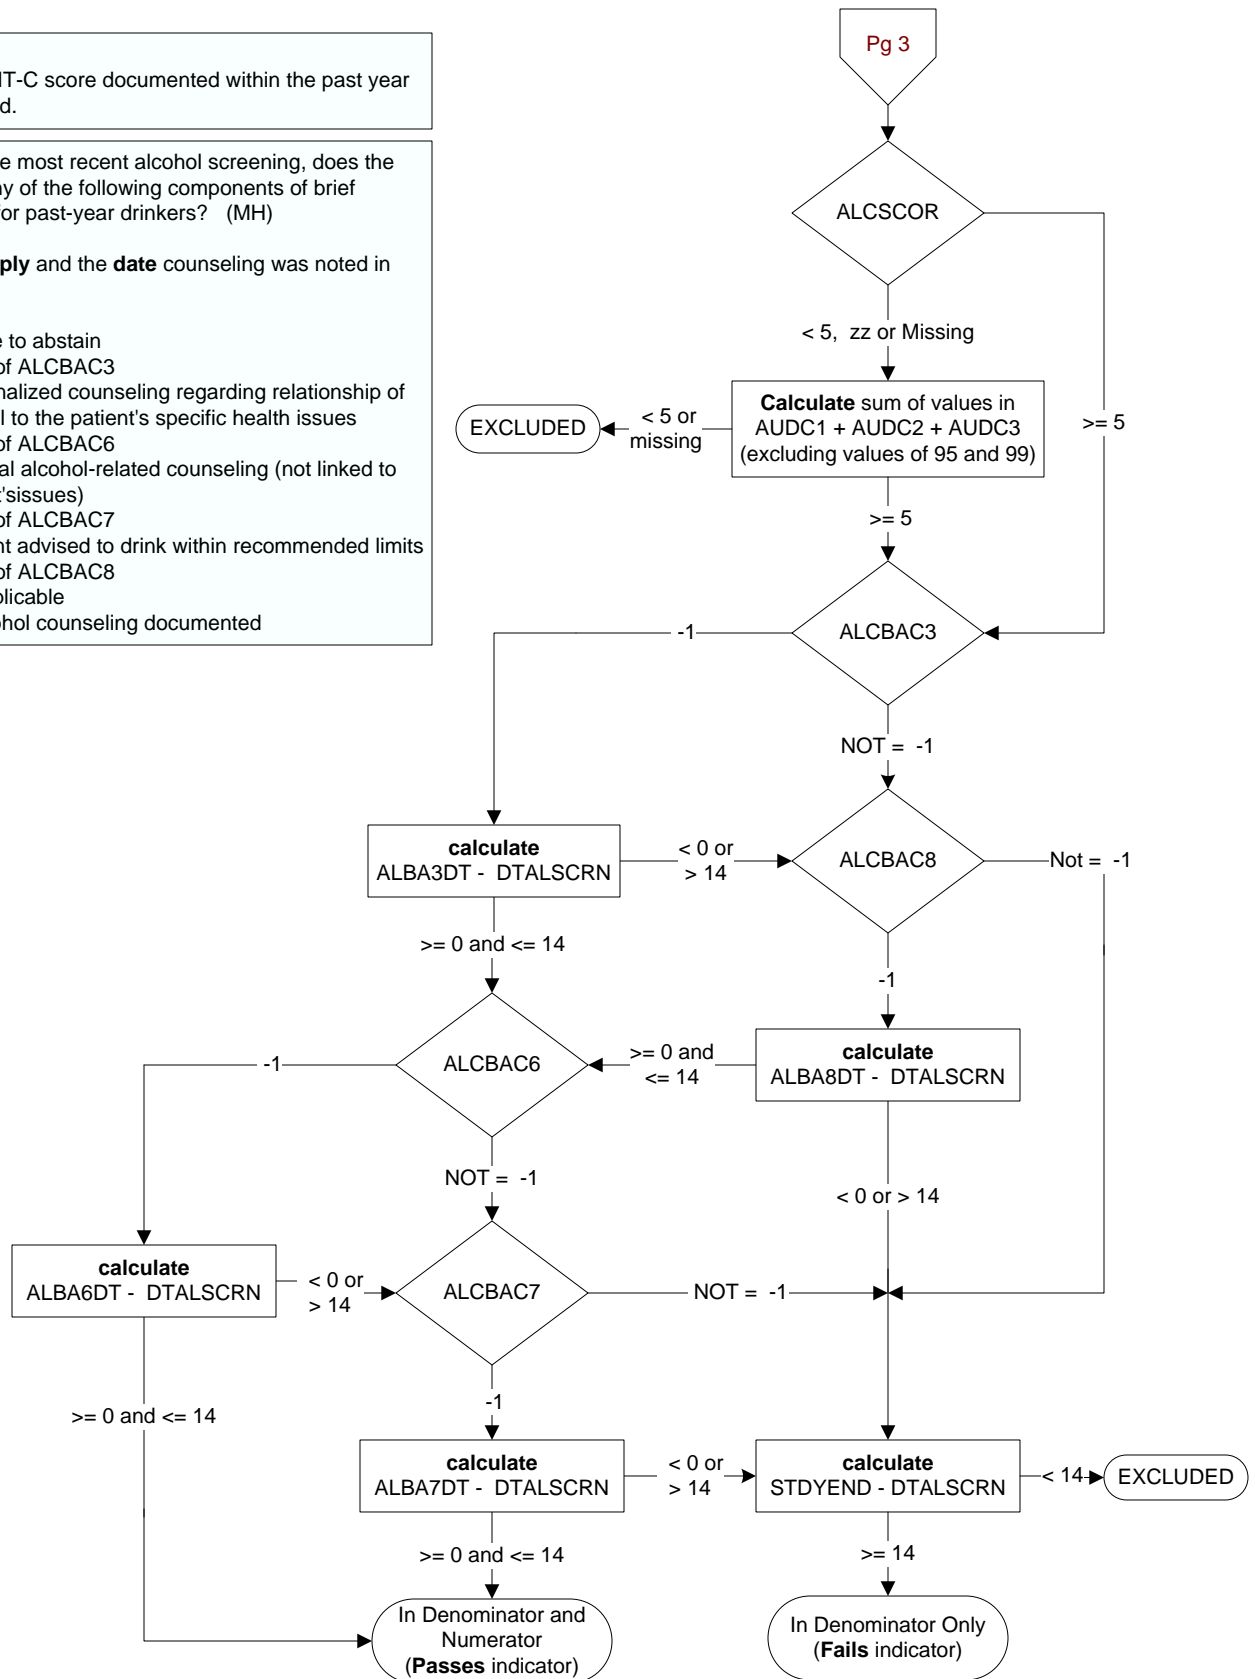 Pg 3
IT-C score documented within the past year
d.
e most recent alcohol screening, does the
ny of the following components of brief
for past-year drinkers? (MH)
ply and the date counseling was noted in
e to abstain
of ALCBAC3
nalized counseling regarding relationship of
l to the patient's specific health issues
of ALCBAC6
al alcohol-related counseling (not linked to
t'sissues)
of ALCBAC7
nt advised to drink within recommended limits
of ALCBAC8
plicable
ohol counseling documented
ALCSCOR
< 5, zz or Missing
>= 5
Calculate sum of values in
AUDC1 + AUDC2 + AUDC3
(excluding values of 95 and 99)
< 5 or
missing
EXCLUDED
>= 5
ALCBAC3
-1
NOT = -1
calculate
ALBA3DT - DTALSCRN
< 0 or
> 14
ALCBAC8
Not = -1
>= 0 and <= 14
-1
ALCBAC6
-1
>= 0 and
<= 14
calculate
ALBA8DT - DTALSCRN
NOT = -1
< 0 or > 14
calculate
ALBA6DT - DTALSCRN
< 0 or
> 14
ALCBAC7
NOT = -1
>= 0 and <= 14
-1
calculate
ALBA7DT - DTALSCRN
< 0 or
> 14
calculate
STDYEND - DTALSCRN
< 14
EXCLUDED
>= 0 and <= 14
>= 14
In Denominator and
Numerator
(Passes indicator)
In Denominator Only
(Fails indicator)